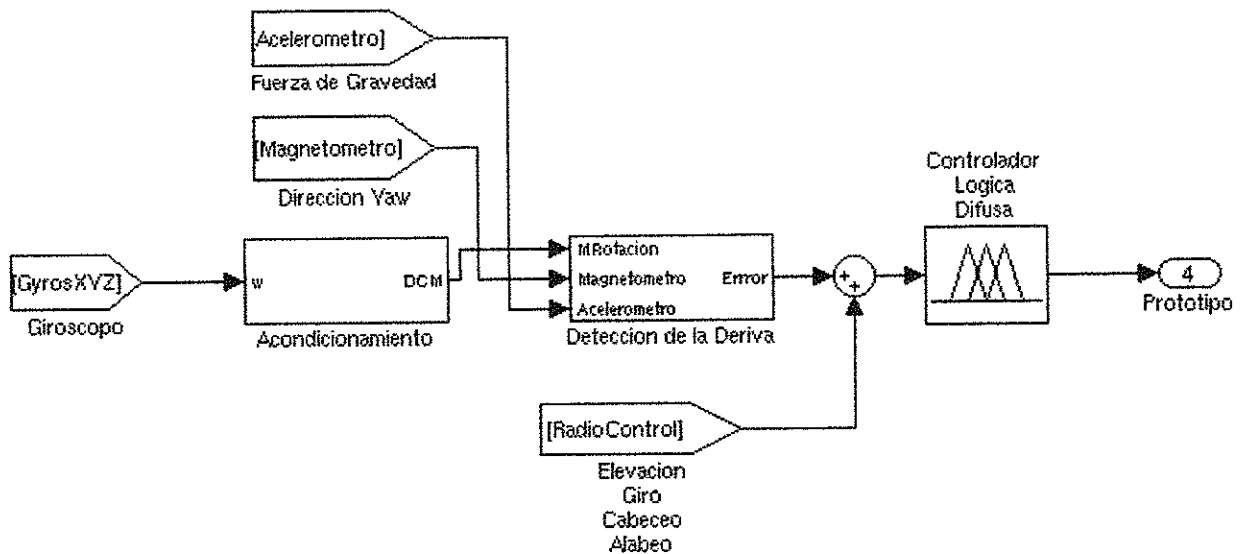 [Acelerometro]
Fuerza de Gravedad
[Magnetometro]
Direccion Yaw
[GyrosXYZ]
Giroscopo
w
DCM
Acondicionamiento
MRotacion
Magnetometro
Acelerometro
Error
Deteccion de la Deriva
+
+
Controlador
Logica
Difusa
4
Prototipo
[RadioControl]
Elevacion
Giro
Cabeceo
Alabeo